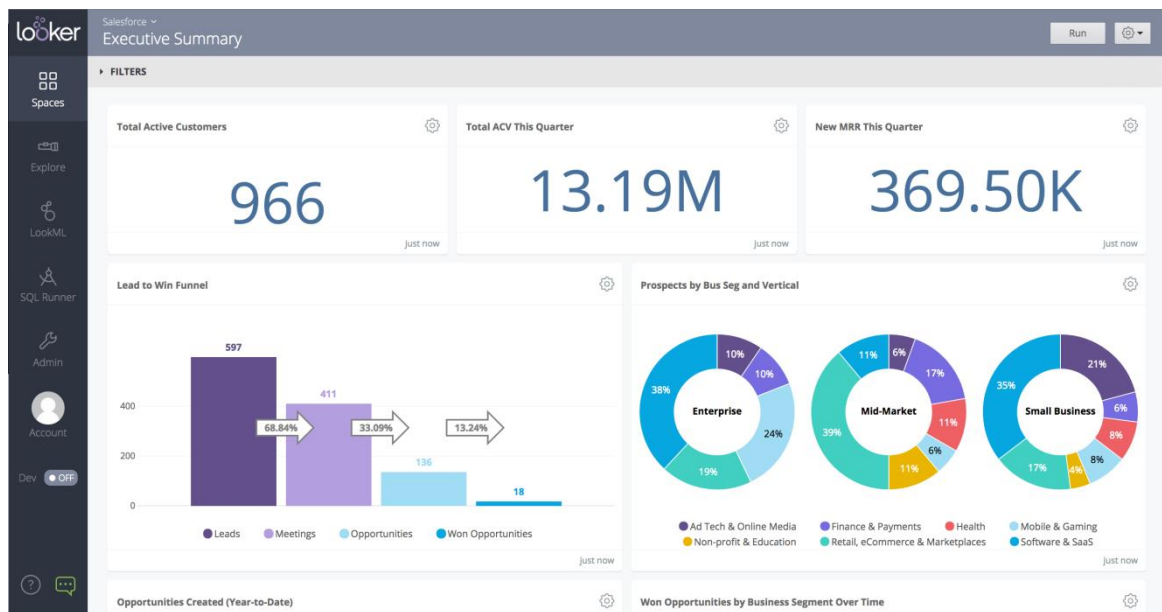 looker
Salesforce
Executive Summary
Run
Spaces
Explore
LookML
SQL Runner
Admin
Account
Dev OFF
?
FILTERS
Total Active Customers
966
just now
Total ACV This Quarter
13.19M
just now
New MRR This Quarter
369.50K
just now
Lead to Win Funnel
597
411
136
18
68.84%
33.09%
13.24%
400
200
0
Leads Meetings Opportunities Won Opportunities
just now
Prospects by Bus Seg and Vertical
Enterprise
10%
10%
24%
19%
38%
Mid-Market
6%
17%
11%
6%
11%
39%
11%
Small Business
21%
6%
8%
8%
4%
17%
35%
Ad Tech & Online Media Finance & Payments Health Mobile & Gaming
Non-profit & Education Retail, eCommerce & Marketplaces Software & SaaS
just now
Opportunities Created (Year-to-Date)
Won Opportunities by Business Segment Over Time